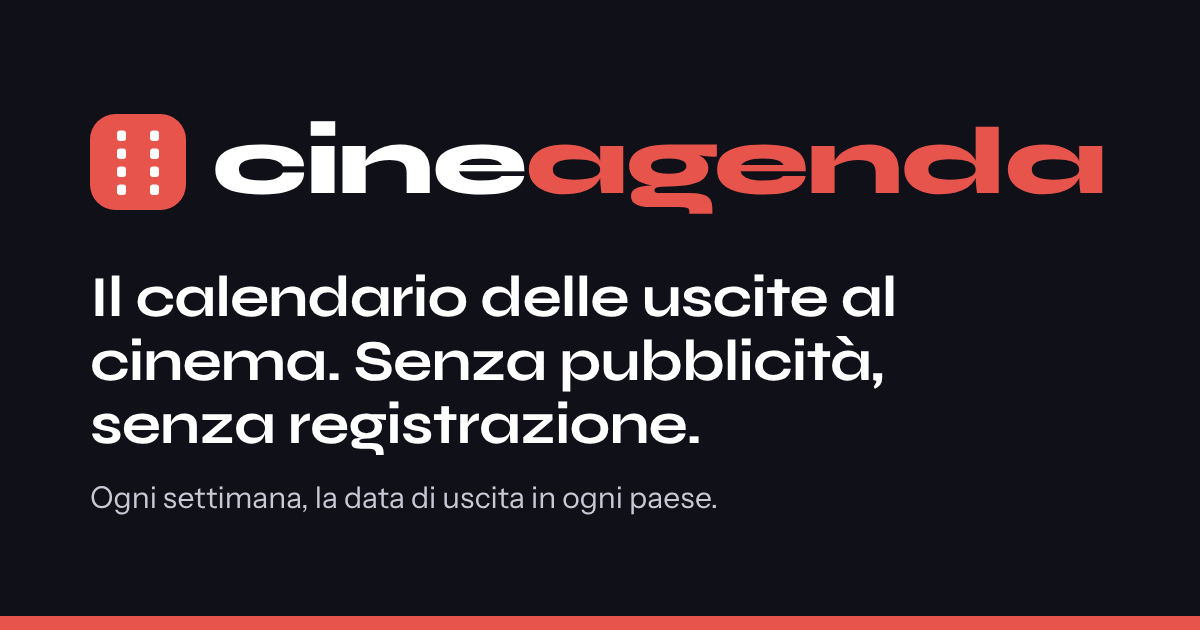 cineagenda
Il calendario delle uscite al
cinema. Senza pubblicità,
senza registrazione.
Ogni settimana, la data di uscita in ogni paese.